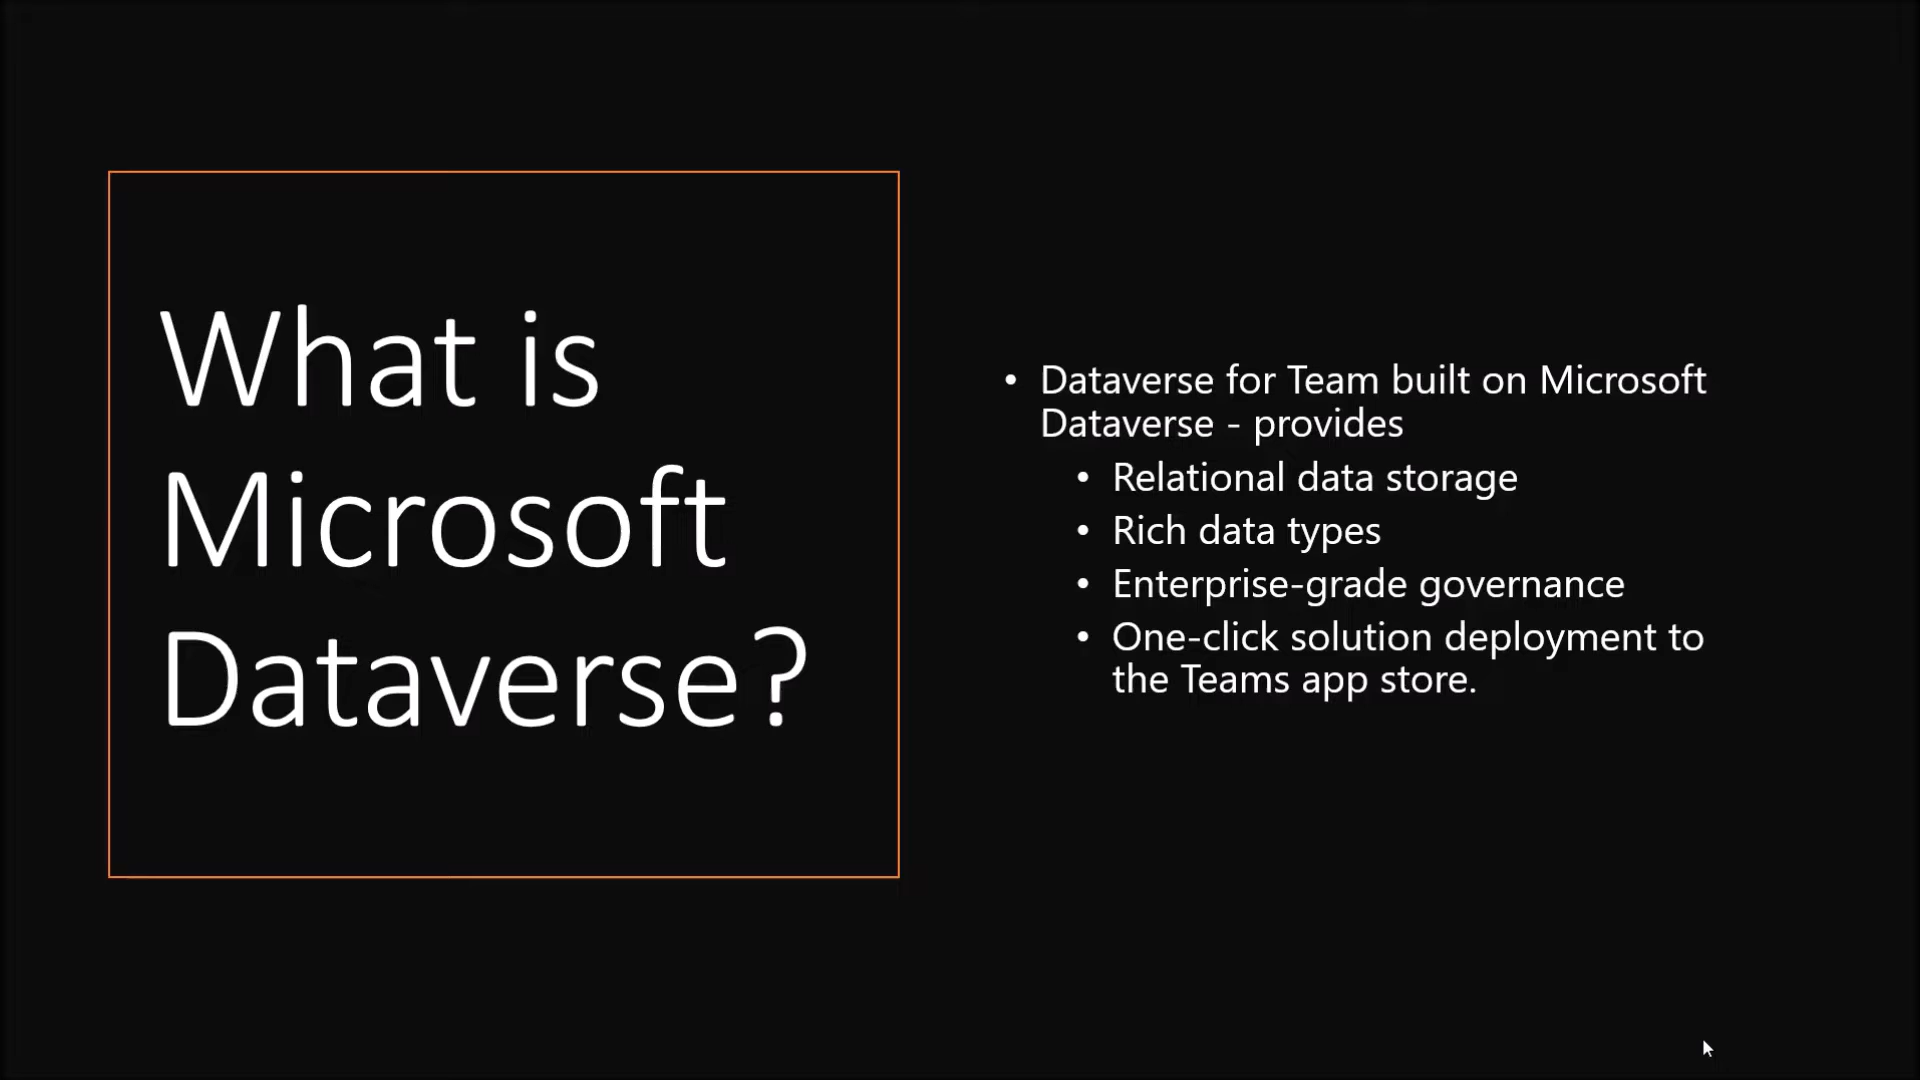 What is
Microsoft
Dataverse?
• Dataverse for Team built on Microsoft
Dataverse - provides
• Relational data storage
• Rich data types
• Enterprise-grade governance
• One-click solution deployment to
the Teams app store.